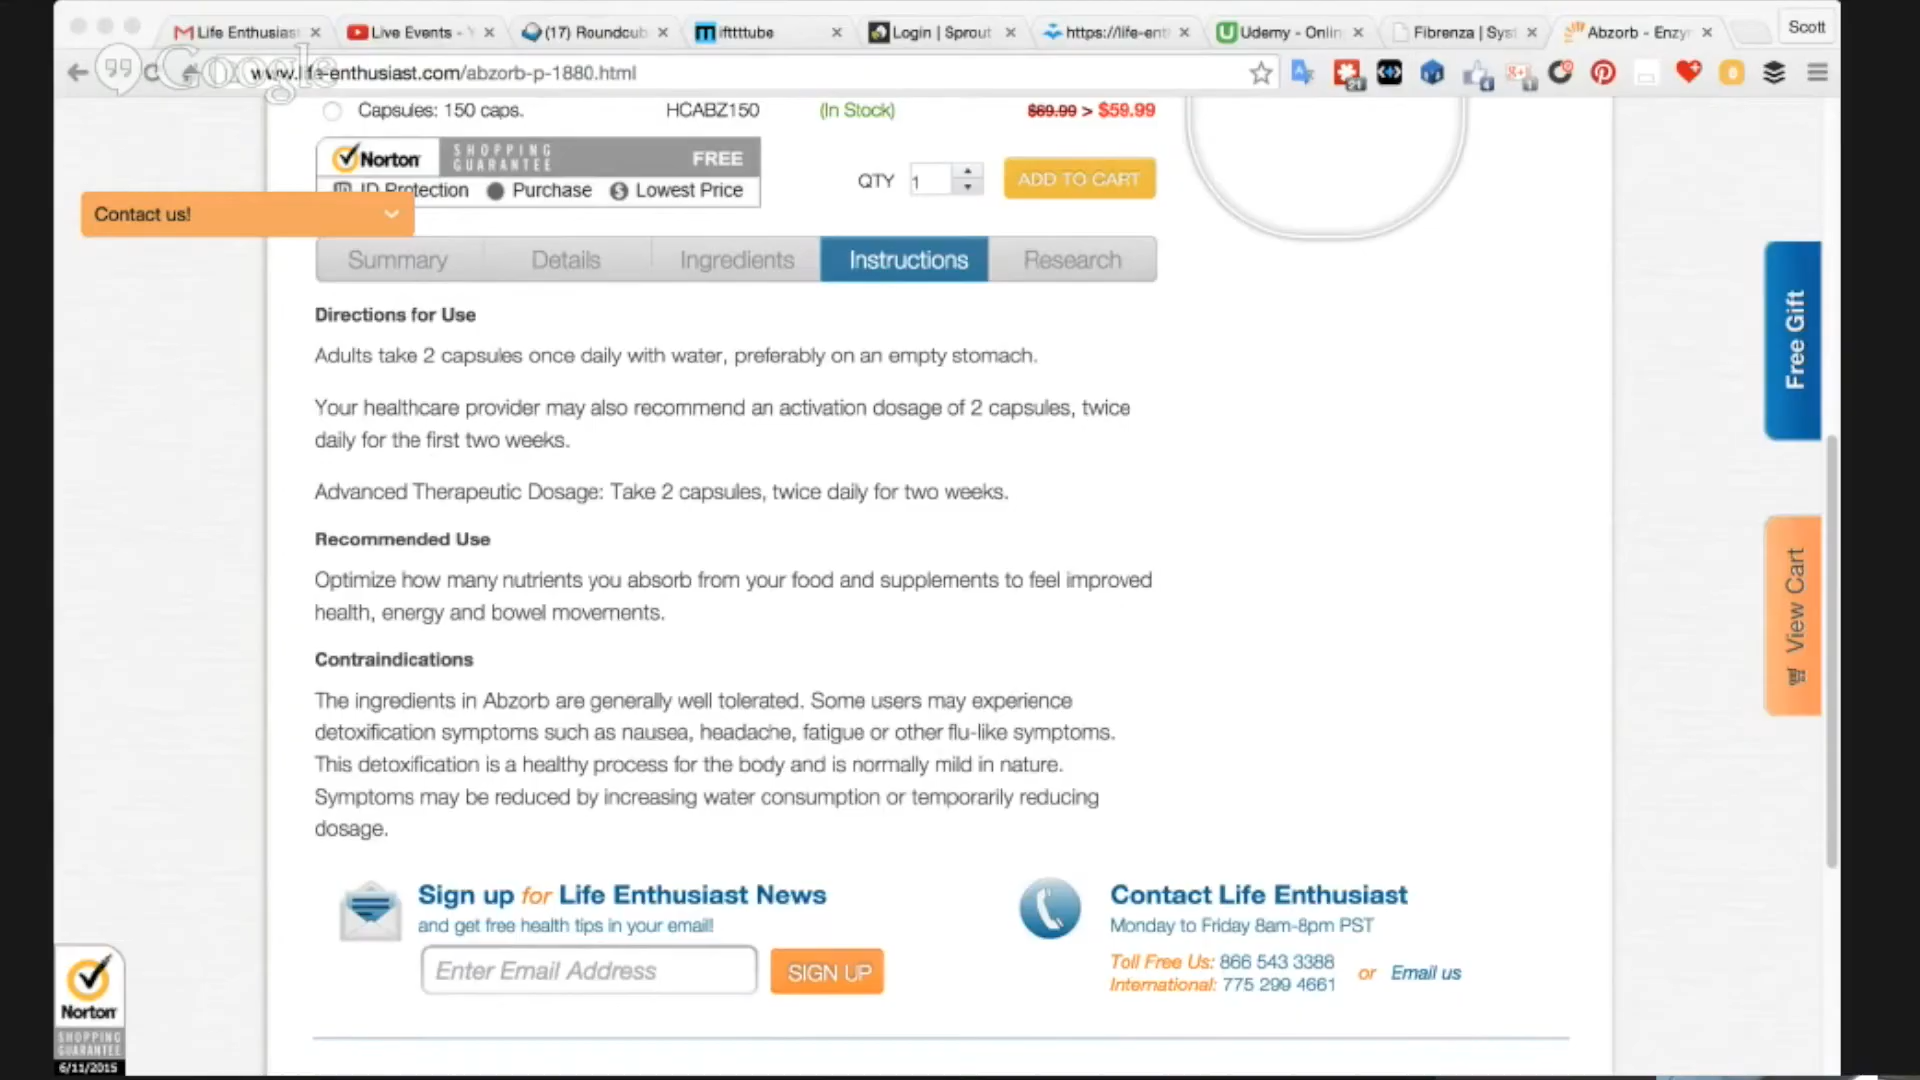 Life Enthusiast
Live Events -
(17) Roundcub
ifttttube
Login | Sprout
https://life-ent
Udemy - Onlin
Fibrenza | Syst
Abzorb - Enzy
Scott
Google
www.life-enthusiast.com/abzorb-p-1880.html
Capsules: 150 caps.
HCABZ150
(In Stock)
$69.99 > $59.99
Norton
SHOPPING
GUARANTEE
FREE
ID Protection
Purchase
Lowest Price
QTY
1
ADD TO CART
Contact us!
Summary
Details
Ingredients
Instructions
Research
Directions for Use
Adults take 2 capsules once daily with water, preferably on an empty stomach.
Your healthcare provider may also recommend an activation dosage of 2 capsules, twice
daily for the first two weeks.
Advanced Therapeutic Dosage: Take 2 capsules, twice daily for two weeks.
Recommended Use
Optimize how many nutrients you absorb from your food and supplements to feel improved
health, energy and bowel movements.
Contraindications
The ingredients in Abzorb are generally well tolerated. Some users may experience
detoxification symptoms such as nausea, headache, fatigue or other flu-like symptoms.
This detoxification is a healthy process for the body and is normally mild in nature.
Symptoms may be reduced by increasing water consumption or temporarily reducing
dosage.
Free Gift
View Cart
Sign up for Life Enthusiast News
and get free health tips in your email!
Enter Email Address
SIGN UP
Contact Life Enthusiast
Monday to Friday 8am-8pm PST
Toll Free Us: 866 543 3388
International: 775 299 4661
or
Email us
Norton
SHOPPING
GUARANTEE
6/11/2015